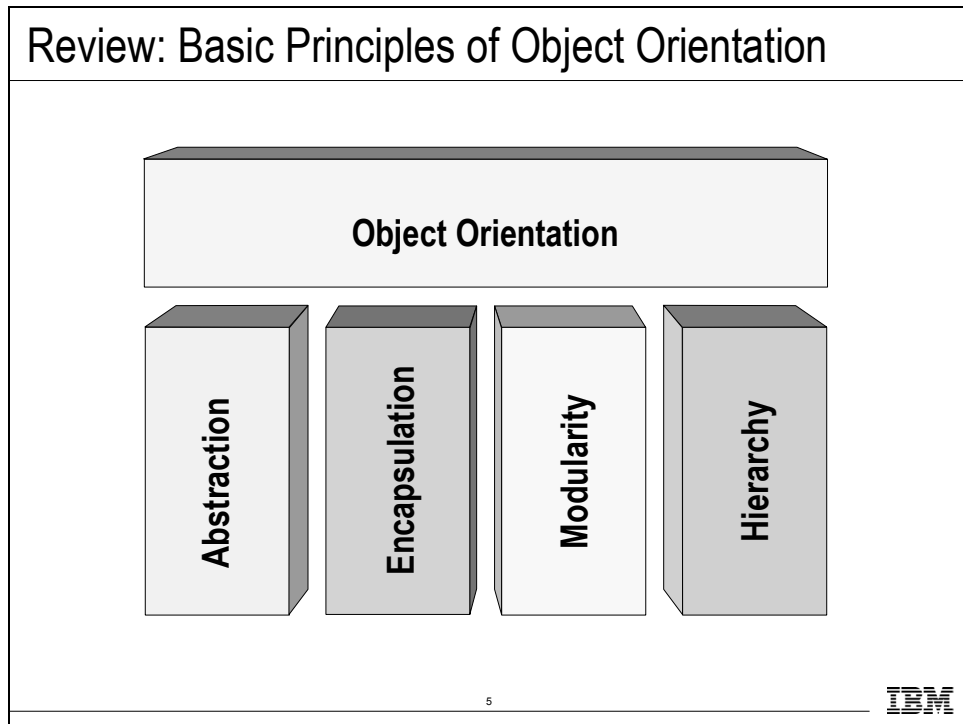 Review: Basic Principles of Object Orientation
Object Orientation
Abstraction
Encapsulation
Modularity
Hierarchy
5
IBM